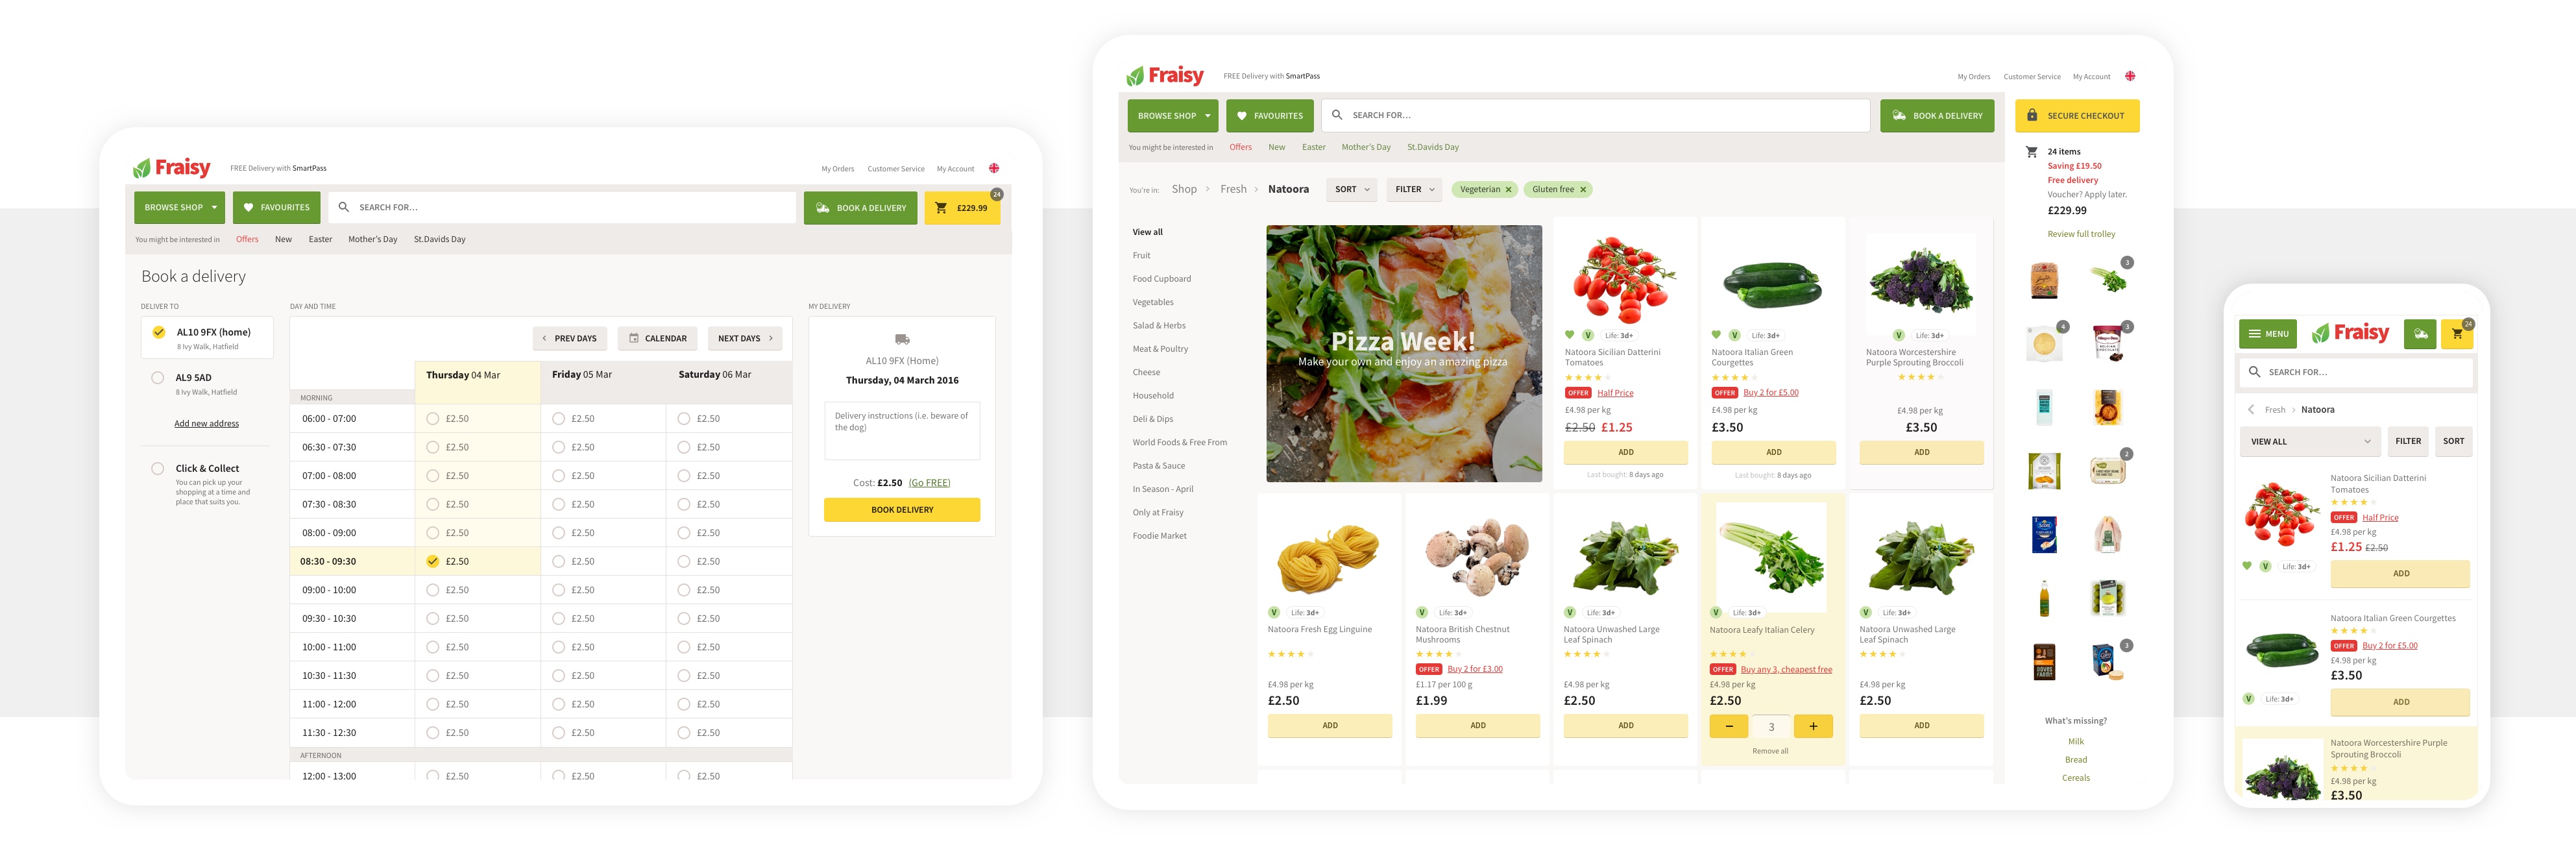 Fraisy
FREE Delivery with SmartPass
My Orders Customer Service My Account
BROWSE SHOP FAVOURITES SEARCH FOR... BOOK A DELIVERY £229.99 24
You might be interested in Offers New Easter Mother's Day St.Davids Day
Book a delivery
DELIVER TO
AL10 9FX (home)
8 Ivy Walk, Hatfield
AL9 5AD
8 Ivy Walk, Hatfield
Add new address
Click & Collect
You can pick up your
shopping at a time and
place that suits you.
DAY AND TIME
PREV DAYS CALENDAR NEXT DAYS
Thursday 04 Mar Friday 05 Mar Saturday 06 Mar
MORNING
06:00 - 07:00 £2.50 £2.50 £2.50
06:30 - 07:30 £2.50 £2.50 £2.50
07:00 - 08:00 £2.50 £2.50 £2.50
07:30 - 08:30 £2.50 £2.50 £2.50
08:00 - 09:00 £2.50 £2.50 £2.50
08:30 - 09:30 £2.50 £2.50 £2.50
09:00 - 10:00 £2.50 £2.50 £2.50
09:30 - 10:30 £2.50 £2.50 £2.50
10:00 - 11:00 £2.50 £2.50 £2.50
10:30 - 11:30 £2.50 £2.50 £2.50
11:00 - 12:00 £2.50 £2.50 £2.50
11:30 - 12:30 £2.50 £2.50 £2.50
AFTERNOON
12:00 - 13:00 £2.50 £2.50 £2.50
MY DELIVERY
AL10 9FX (Home)
Thursday, 04 March 2016
Delivery instructions (i.e. beware of
the dog)
Cost: £2.50 (Go FREE)
BOOK DELIVERY
Fraisy
FREE Delivery with SmartPass
My Orders Customer Service My Account
BROWSE SHOP FAVOURITES SEARCH FOR... BOOK A DELIVERY SECURE CHECKOUT
You might be interested in Offers New Easter Mother's Day St.Davids Day
You're in: Shop Fresh Natoora SORT FILTER Vegeterian Gluten free
View all
Fruit
Food Cupboard
Vegetables
Salad & Herbs
Meat & Poultry
Cheese
Household
Deli & Dips
World Foods & Free From
Pasta & Sauce
In Season - April
Only at Fraisy
Foodie Market
Pizza Week!
Make your own and enjoy an amazing pizza
V Life: 3d+
Natoora Sicilian Datterini
Tomatoes
OFFER Half Price
£4.98 per kg
£2.50 £1.25
ADD
Last bought: 8 days ago
V Life: 3d+
Natoora Italian Green
Courgettes
OFFER Buy 2 for £5.00
£4.98 per kg
£3.50
ADD
Last bought: 8 days ago
V Life: 3d+
Natoora Worcestershire
Purple Sprouting Broccoli
£4.98 per kg
£3.50
ADD
V Life: 3d+
Natoora Fresh Egg Linguine
£4.98 per kg
£2.50
ADD
V Life: 3d+
Natoora British Chestnut
Mushrooms
OFFER Buy 2 for £3.00
£1.17 per 100 g
£1.99
ADD
V Life: 3d+
Natoora Unwashed Large
Leaf Spinach
£4.98 per kg
£2.50
ADD
V Life: 3d+
Natoora Leafy Italian Celery
OFFER Buy any 3, cheapest free
£4.98 per kg
£2.50
− 3 +
Remove all
V Life: 3d+
Natoora Unwashed Large
Leaf Spinach
£4.98 per kg
£2.50
ADD
24 items
Saving £19.50
Free delivery
Voucher? Apply later.
£229.99
Review full trolley
3
4
3
2
3
What's missing?
Milk
Bread
Cereals
MENU Fraisy 24
SEARCH FOR...
Fresh Natoora
VIEW ALL FILTER SORT
Natoora Sicilian Datterini
Tomatoes
OFFER Half Price
£4.98 per kg
£1.25 £2.50
V Life: 3d+
ADD
Natoora Italian Green Courgettes
OFFER Buy 2 for £5.00
£4.98 per kg
£3.50
V Life: 3d+
ADD
Natoora Worcestershire Purple
Sprouting Broccoli
£4.98 per kg
£3.50